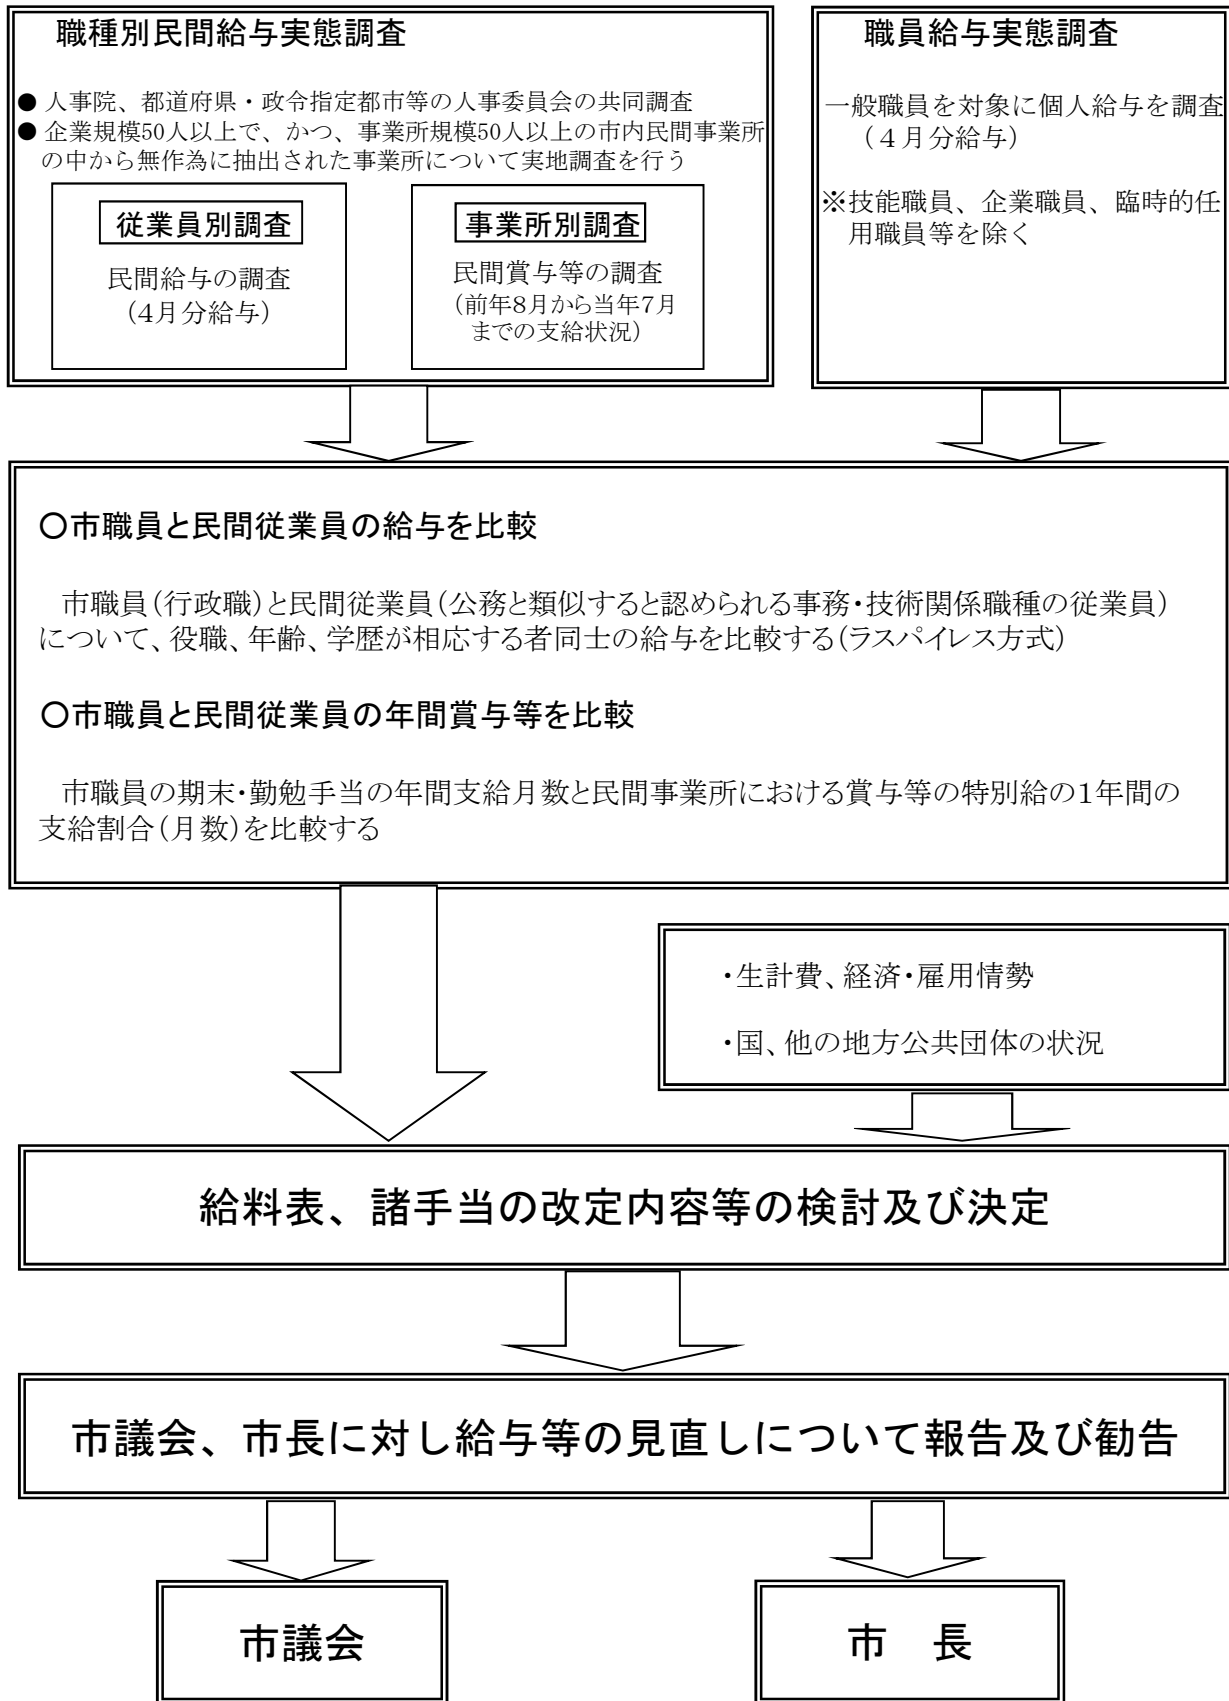 職種別民間給与実態調査
● 人事院、都道府県・政令指定都市等の人事委員会の共同調査
● 企業規模50人以上で、かつ、事業所規模50人以上の市内民間事業所
の中から無作為に抽出された事業所について実地調査を行う
従業員別調査
民間給与の調査
(4月分給与)
事業所別調査
民間賞与等の調査
(前年8月から当年7月
までの支給状況)
職員給与実態調査
一般職員を対象に個人給与を調査
(４月分給与)
※技能職員、企業職員、臨時的任
用職員等を除く
○市職員と民間従業員の給与を比較
市職員(行政職)と民間従業員(公務と類似すると認められる事務・技術関係職種の従業員)
について、役職、年齢、学歴が相応する者同士の給与を比較する(ラスパイレス方式)
○市職員と民間従業員の年間賞与等を比較
市職員の期末・勤勉手当の年間支給月数と民間事業所における賞与等の特別給の1年間の
支給割合(月数)を比較する
・生計費、経済・雇用情勢
・国、他の地方公共団体の状況
給料表、諸手当の改定内容等の検討及び決定
市議会、市長に対し給与等の見直しについて報告及び勧告
市議会
市　長